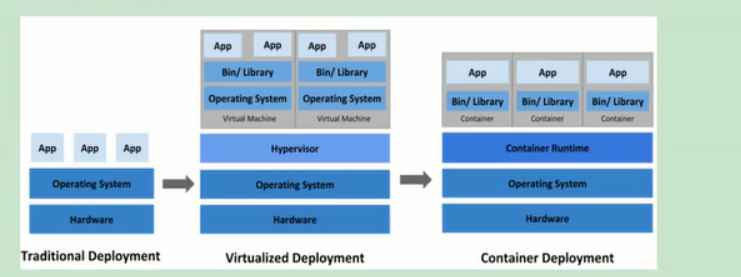 App App App
Operating System
Hardware
Traditional Deployment
App App App App
Bin/ Library Bin/ Library
Operating System Operating System
Virtual Machine Virtual Machine
Hypervisor
Operating System
Hardware
Virtualized Deployment
App App App
Bin/ Library Bin/ Library Bin/ Library
Container Container Container
Container Runtime
Operating System
Hardware
Container Deployment